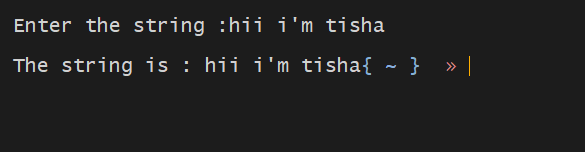 Enter the string :hii i'm tisha
The string is : hii i'm tisha{ ~ }  »